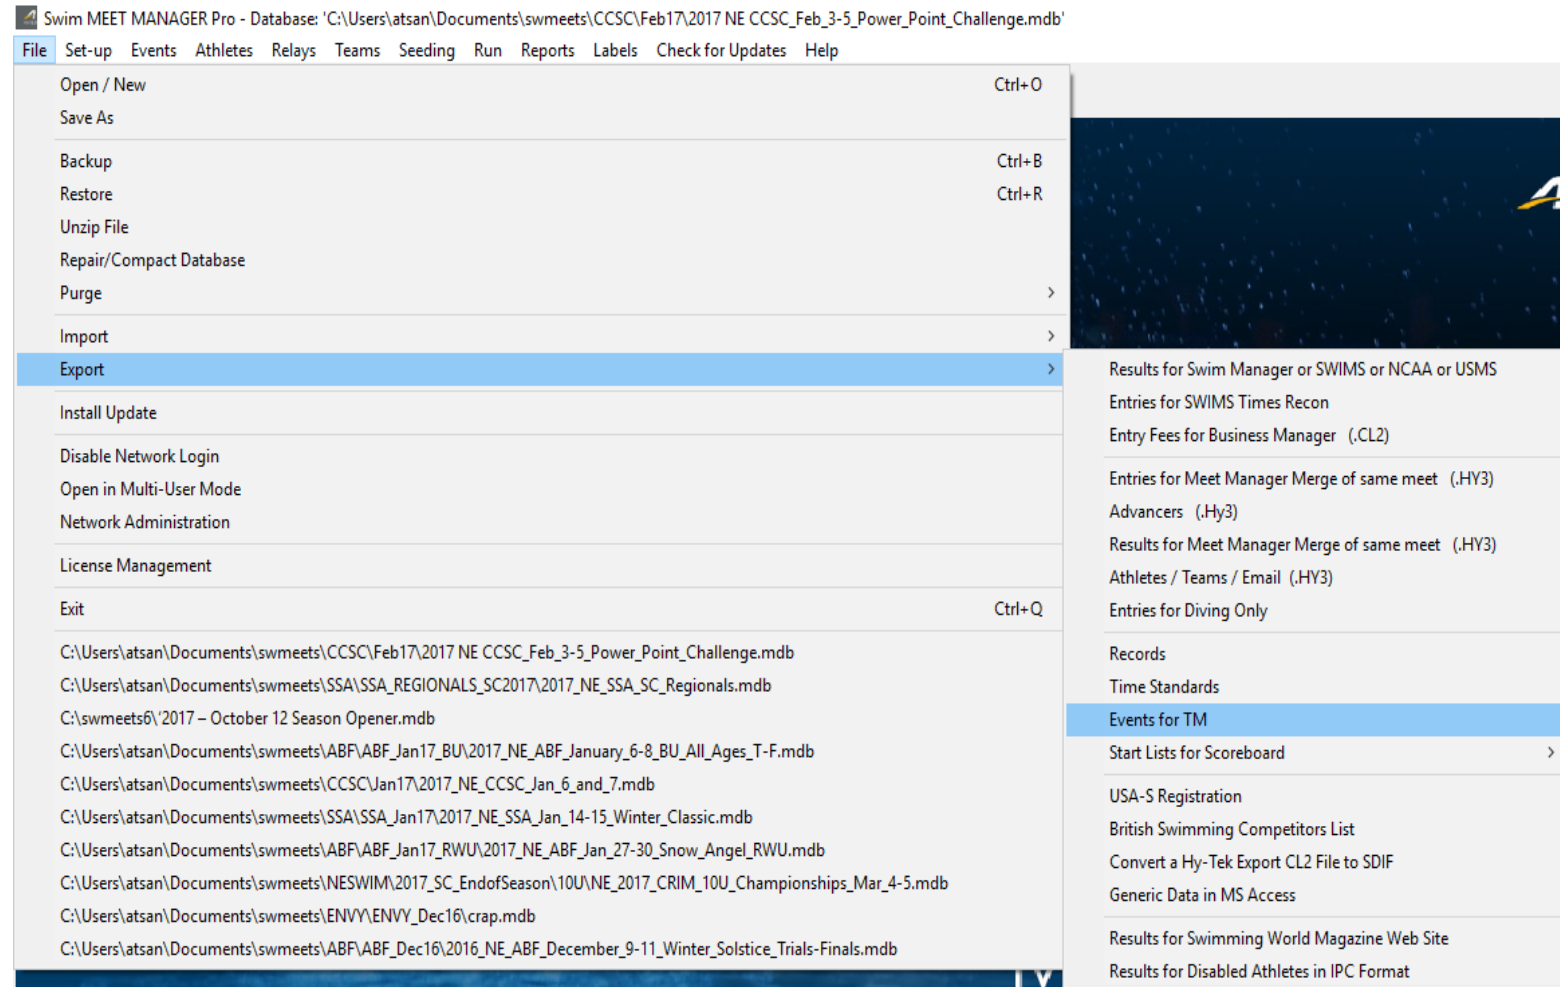 Swim MEET MANAGER Pro - Database: 'C:\Users\atsan\Documents\swmeets\CCSC\Feb17\2017 NE CCSC_Feb_3-5_Power_Point_Challenge.mdb'
File Set-up Events Athletes Relays Teams Seeding Run Reports Labels Check for Updates Help
Open / New Ctrl+O
Save As
Backup Ctrl+B
Restore Ctrl+R
Unzip File
Repair/Compact Database
Purge
Import
Export
Install Update
Disable Network Login
Open in Multi-User Mode
Network Administration
License Management
Exit Ctrl+Q
C:\Users\atsan\Documents\swmeets\CCSC\Feb17\2017 NE CCSC_Feb_3-5_Power_Point_Challenge.mdb
C:\Users\atsan\Documents\swmeets\SSA\SSA_REGIONALS_SC2017\2017_NE_SSA_SC_Regionals.mdb
C:\swmeets6\'2017 – October 12 Season Opener.mdb
C:\Users\atsan\Documents\swmeets\ABF\ABF_Jan17_BU\2017_NE_ABF_January_6-8_BU_All_Ages_T-F.mdb
C:\Users\atsan\Documents\swmeets\CCSC\Jan17\2017_NE_CCSC_Jan_6_and_7.mdb
C:\Users\atsan\Documents\swmeets\SSA\SSA_Jan17\2017_NE_SSA_Jan_14-15_Winter_Classic.mdb
C:\Users\atsan\Documents\swmeets\ABF\ABF_Jan17_RWU\2017_NE_ABF_Jan_27-30_Snow_Angel_RWU.mdb
C:\Users\atsan\Documents\swmeets\NESWIM\2017_SC_EndofSeason\10U\NE_2017_CRIM_10U_Championships_Mar_4-5.mdb
C:\Users\atsan\Documents\swmeets\ENVY\ENVY_Dec16\crap.mdb
C:\Users\atsan\Documents\swmeets\ABF\ABF_Dec16\2016_NE_ABF_December_9-11_Winter_Solstice_Trials-Finals.mdb
Results for Swim Manager or SWIMS or NCAA or USMS
Entries for SWIMS Times Recon
Entry Fees for Business Manager (.CL2)
Entries for Meet Manager Merge of same meet (.HY3)
Advancers (.Hy3)
Results for Meet Manager Merge of same meet (.HY3)
Athletes / Teams / Email (.HY3)
Entries for Diving Only
Records
Time Standards
Events for TM
Start Lists for Scoreboard
USA-S Registration
British Swimming Competitors List
Convert a Hy-Tek Export CL2 File to SDIF
Generic Data in MS Access
Results for Swimming World Magazine Web Site
Results for Disabled Athletes in IPC Format